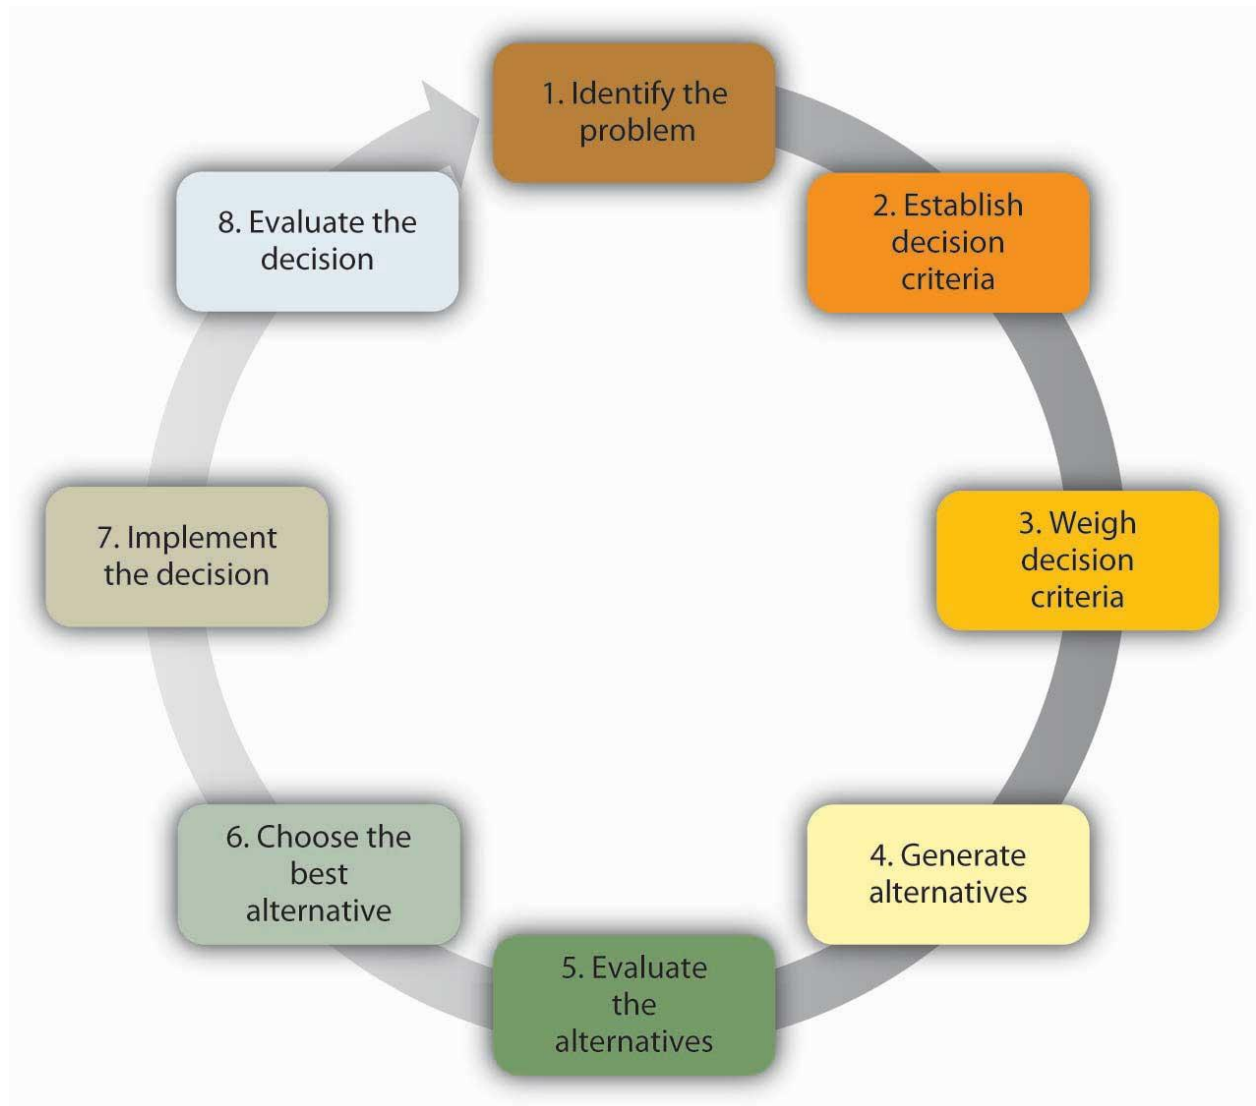 1. Identify the
problem
2. Establish
decision
criteria
3. Weigh
decision
criteria
4. Generate
alternatives
5. Evaluate
the
alternatives
6. Choose the
best
alternative
7. Implement
the decision
8. Evaluate the
decision